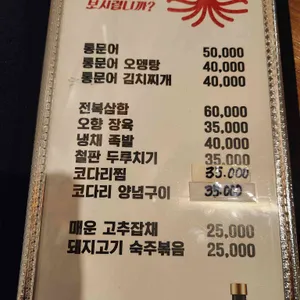 보시렵니까?
통문어 50,000
통문어 오뎅탕 40,000
통문어 김치찌개 40,000
전복삼합 60,000
오향 장육 35,000
냉채 족발 40,000
철판 두루치기 35,000
코다리찜 35.000
코다리 양념구이 35.000
매운 고추잡채 25,000
돼지고기 숙주볶음 25,000